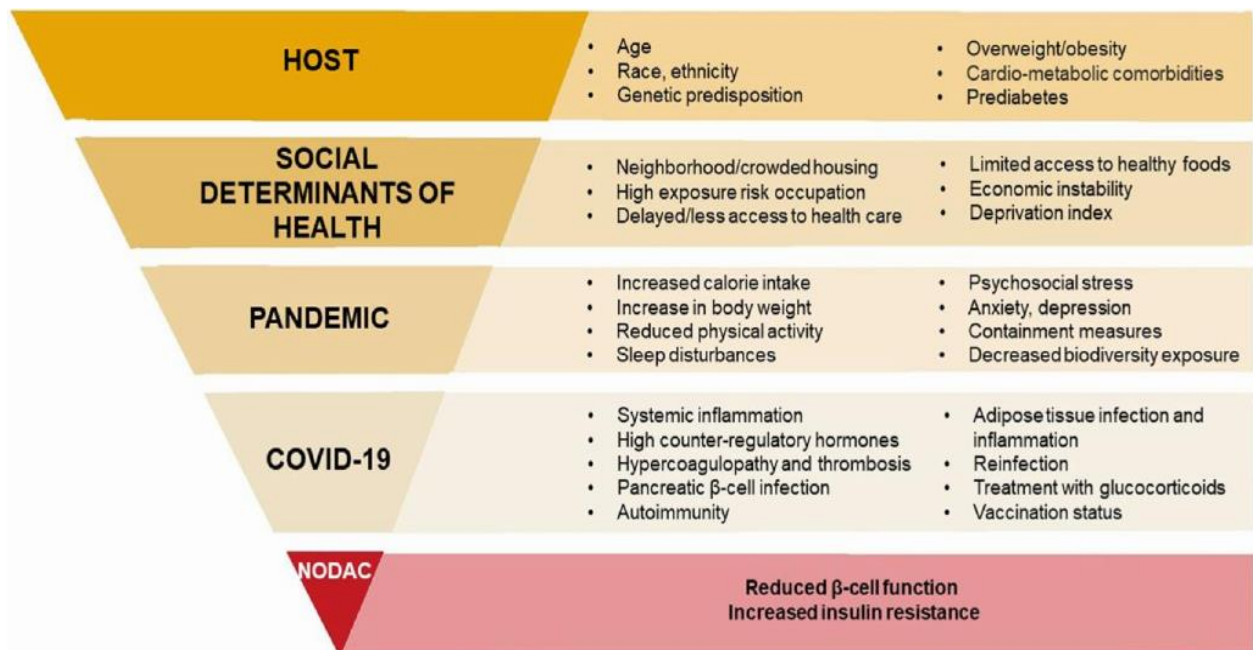 HOST
• Age
• Race, ethnicity
• Genetic predisposition
• Overweight/obesity
• Cardio-metabolic comorbidities
• Prediabetes
SOCIAL
DETERMINANTS OF
HEALTH
• Neighborhood/crowded housing
• High exposure risk occupation
• Delayed/less access to health care
• Limited access to healthy foods
• Economic instability
• Deprivation index
PANDEMIC
• Increased calorie intake
• Increase in body weight
• Reduced physical activity
• Sleep disturbances
• Psychosocial stress
• Anxiety, depression
• Containment measures
• Decreased biodiversity exposure
COVID-19
• Systemic inflammation
• High counter-regulatory hormones
• Hypercoagulopathy and thrombosis
• Pancreatic β-cell infection
• Autoimmunity
• Adipose tissue infection and
inflammation
• Reinfection
• Treatment with glucocorticoids
• Vaccination status
NODAC
Reduced β-cell function
Increased insulin resistance